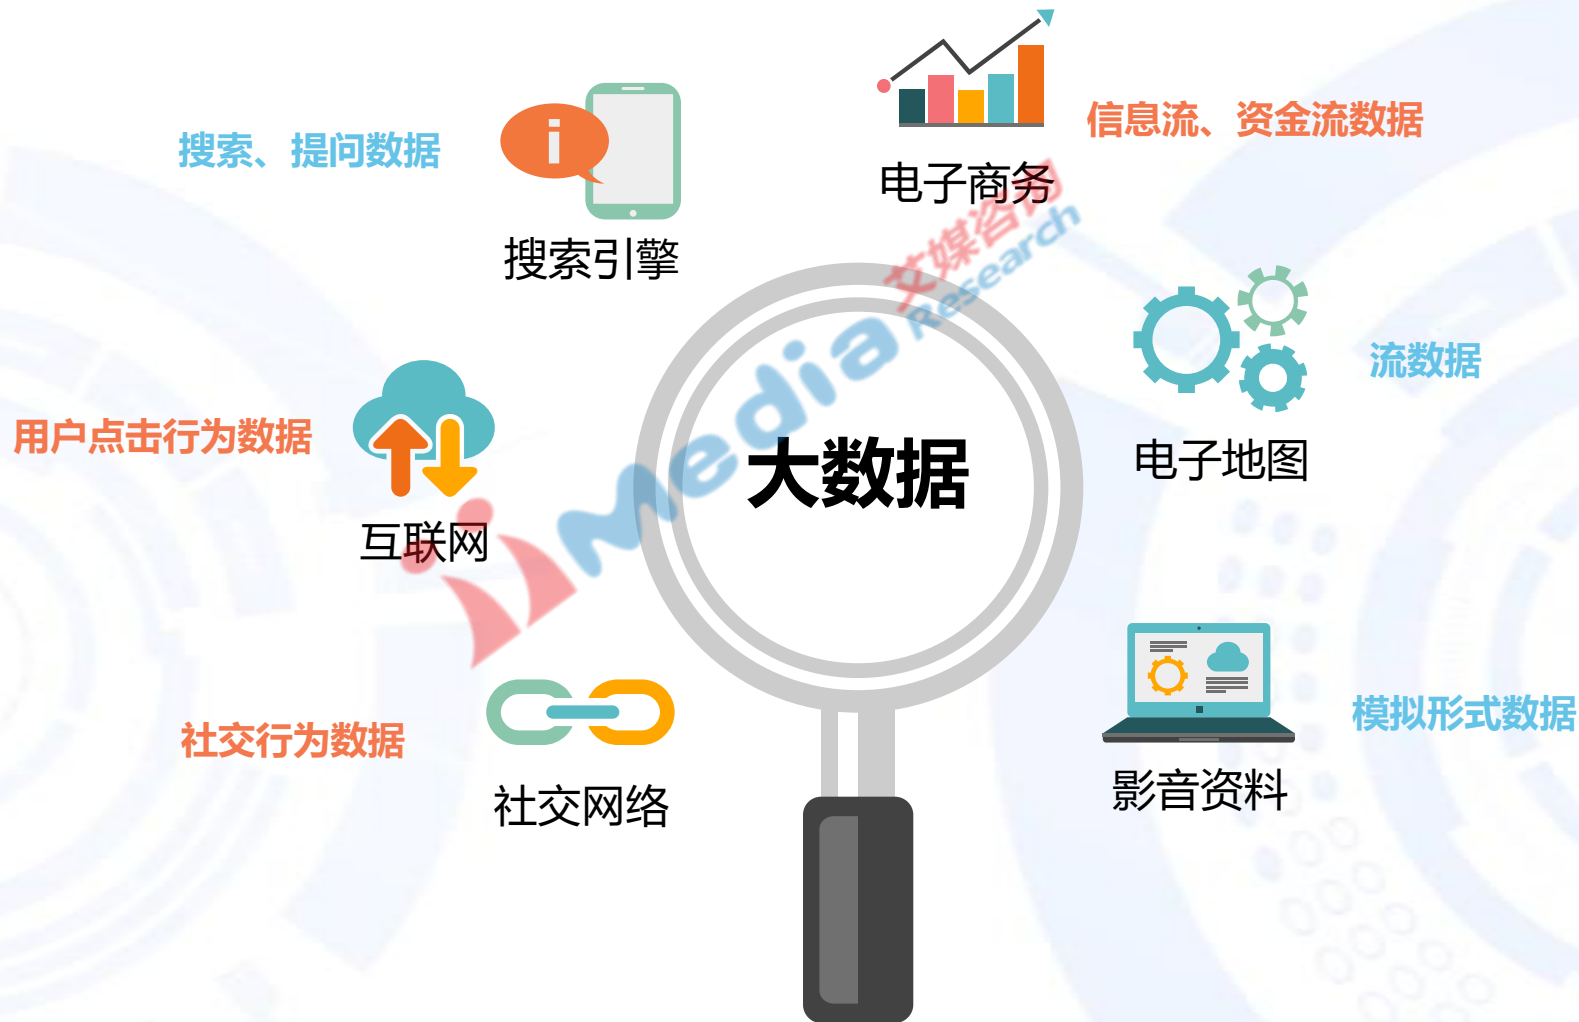 信息流、资金流数据
电子商务
搜索、提问数据
i
搜索引擎
艾媒咨询
iiMedia Research
流数据
电子地图
大数据
用户点击行为数据
互联网
社交行为数据
社交网络
模拟形式数据
影音资料